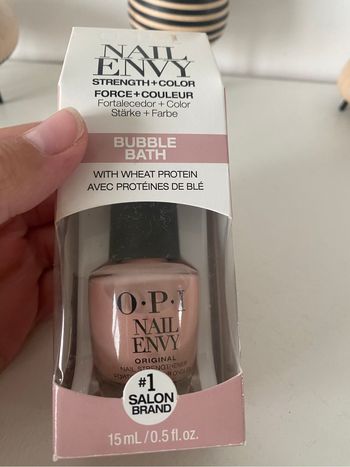 NAIL
ENVY
STRENGTH+COLOR
FORCE+COULEUR
Fortalecedor + Color
Stärke + Farbe
BUBBLE
BATH
WITH WHEAT PROTEIN
AVEC PROTÉINES DE BLÉ
O·P·I
NAIL
ENVY
ORIGINAL
NAIL STRENGTHENER
#1
SALON
BRAND
15 mL/0.5 fl.oz.